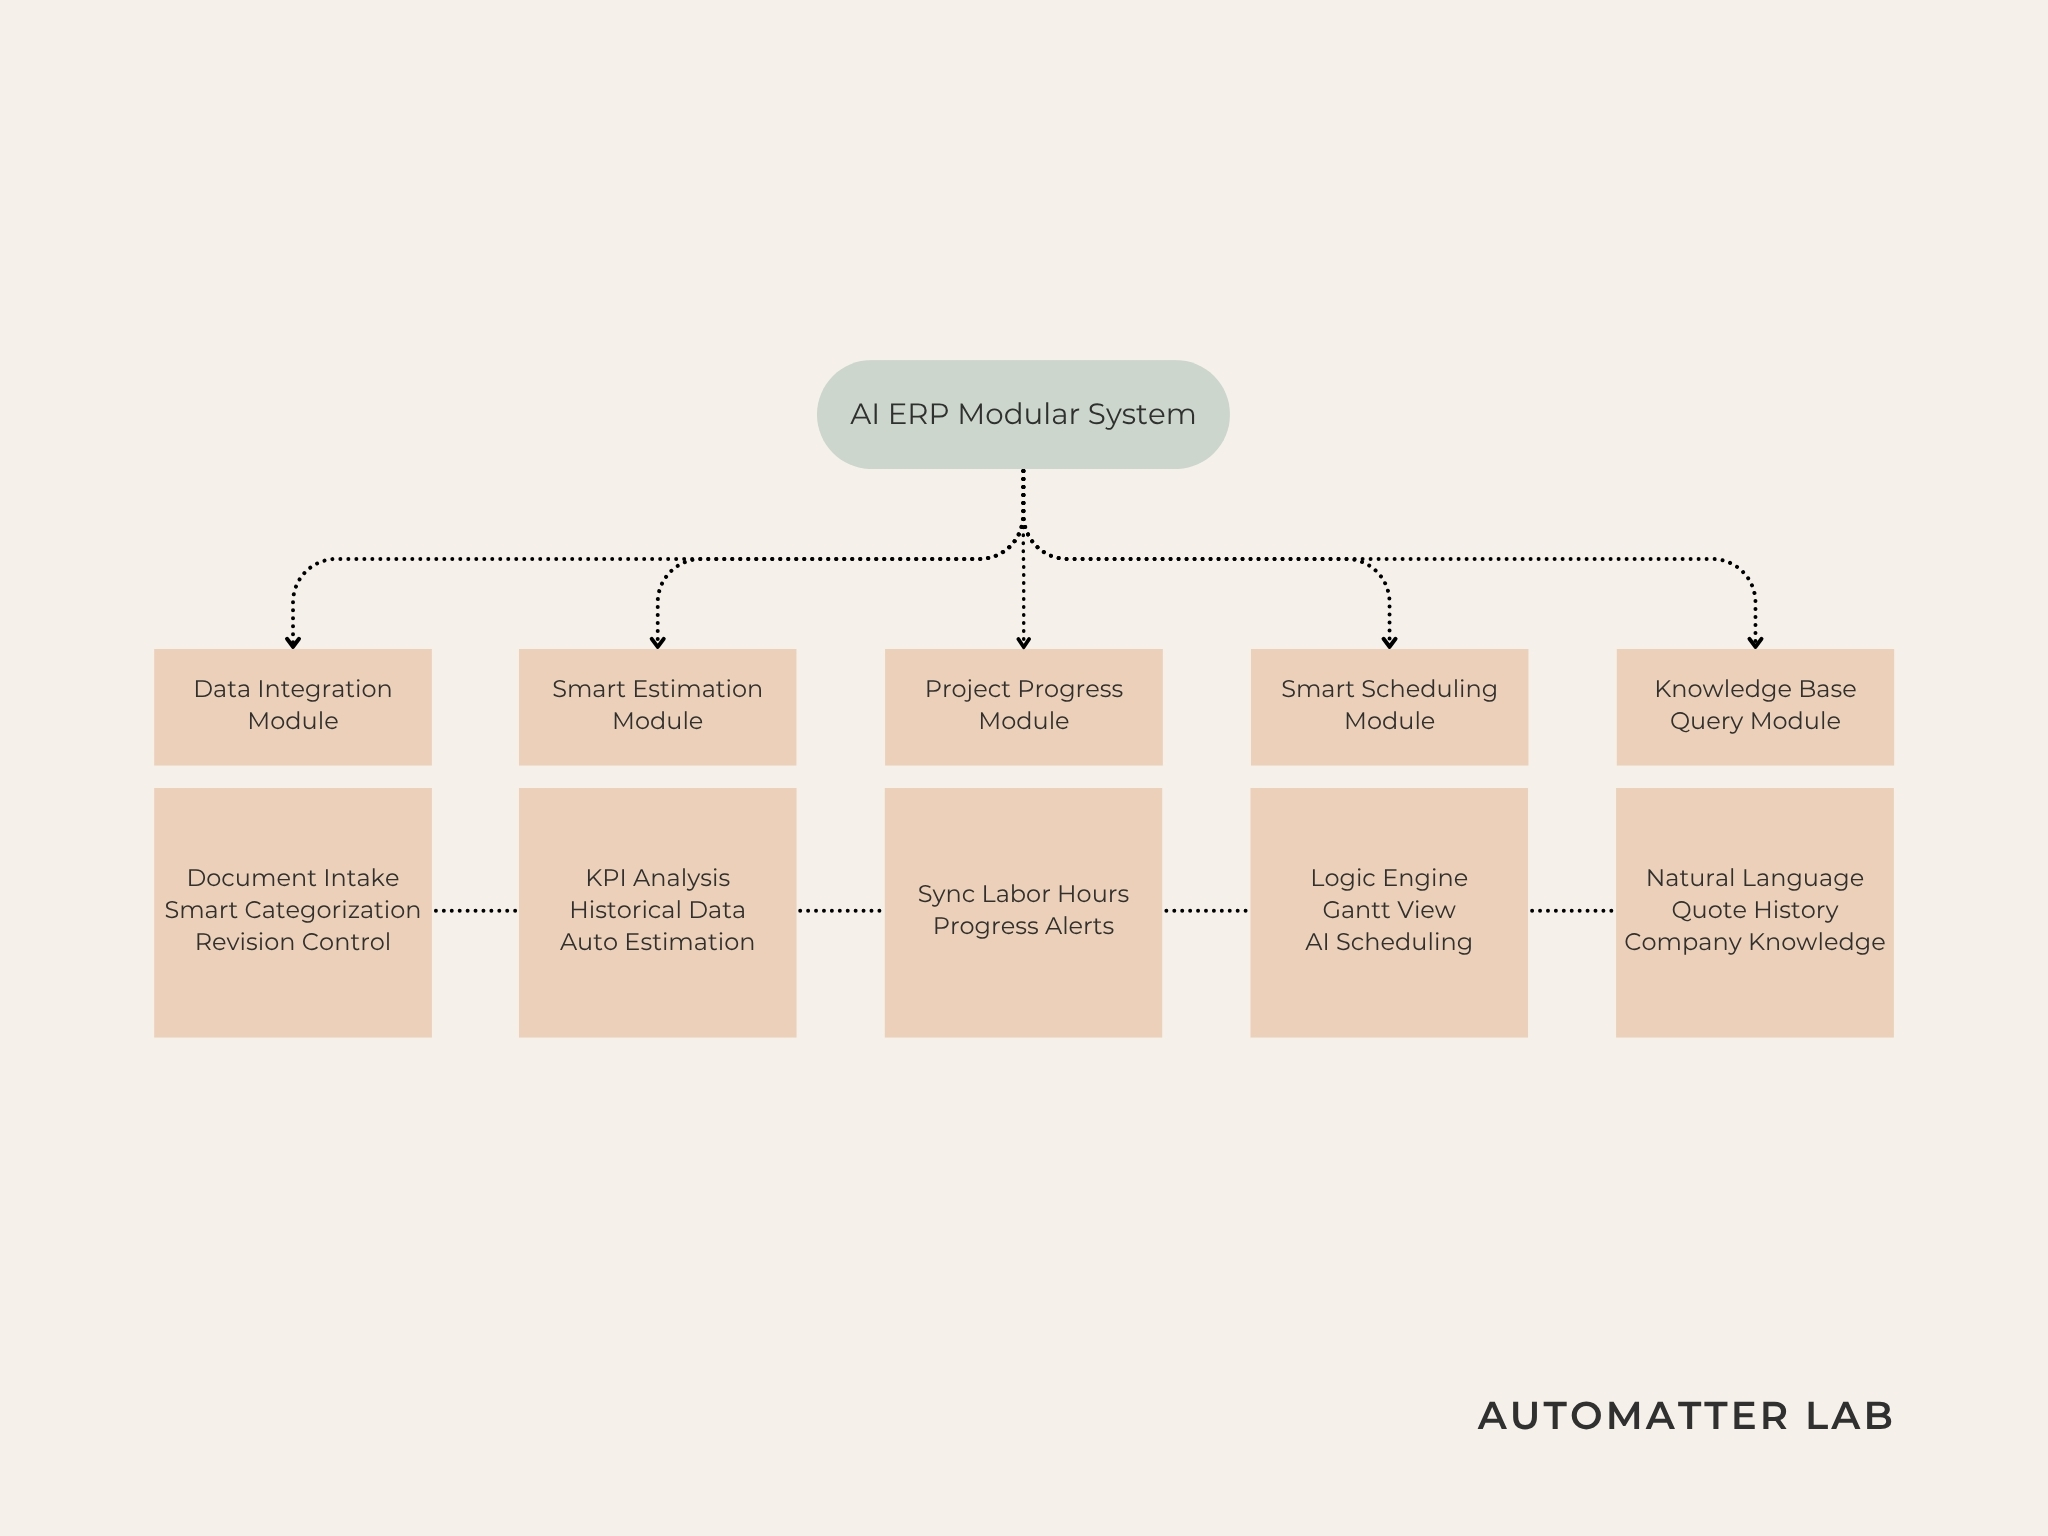 AI ERP Modular System
Data Integration
Module
Smart Estimation
Module
Project Progress
Module
Smart Scheduling
Module
Knowledge Base
Query Module
Document Intake
Smart Categorization
Revision Control
KPI Analysis
Historical Data
Auto Estimation
Sync Labor Hours
Progress Alerts
Logic Engine
Gantt View
AI Scheduling
Natural Language
Quote History
Company Knowledge
AUTOMATTER LAB